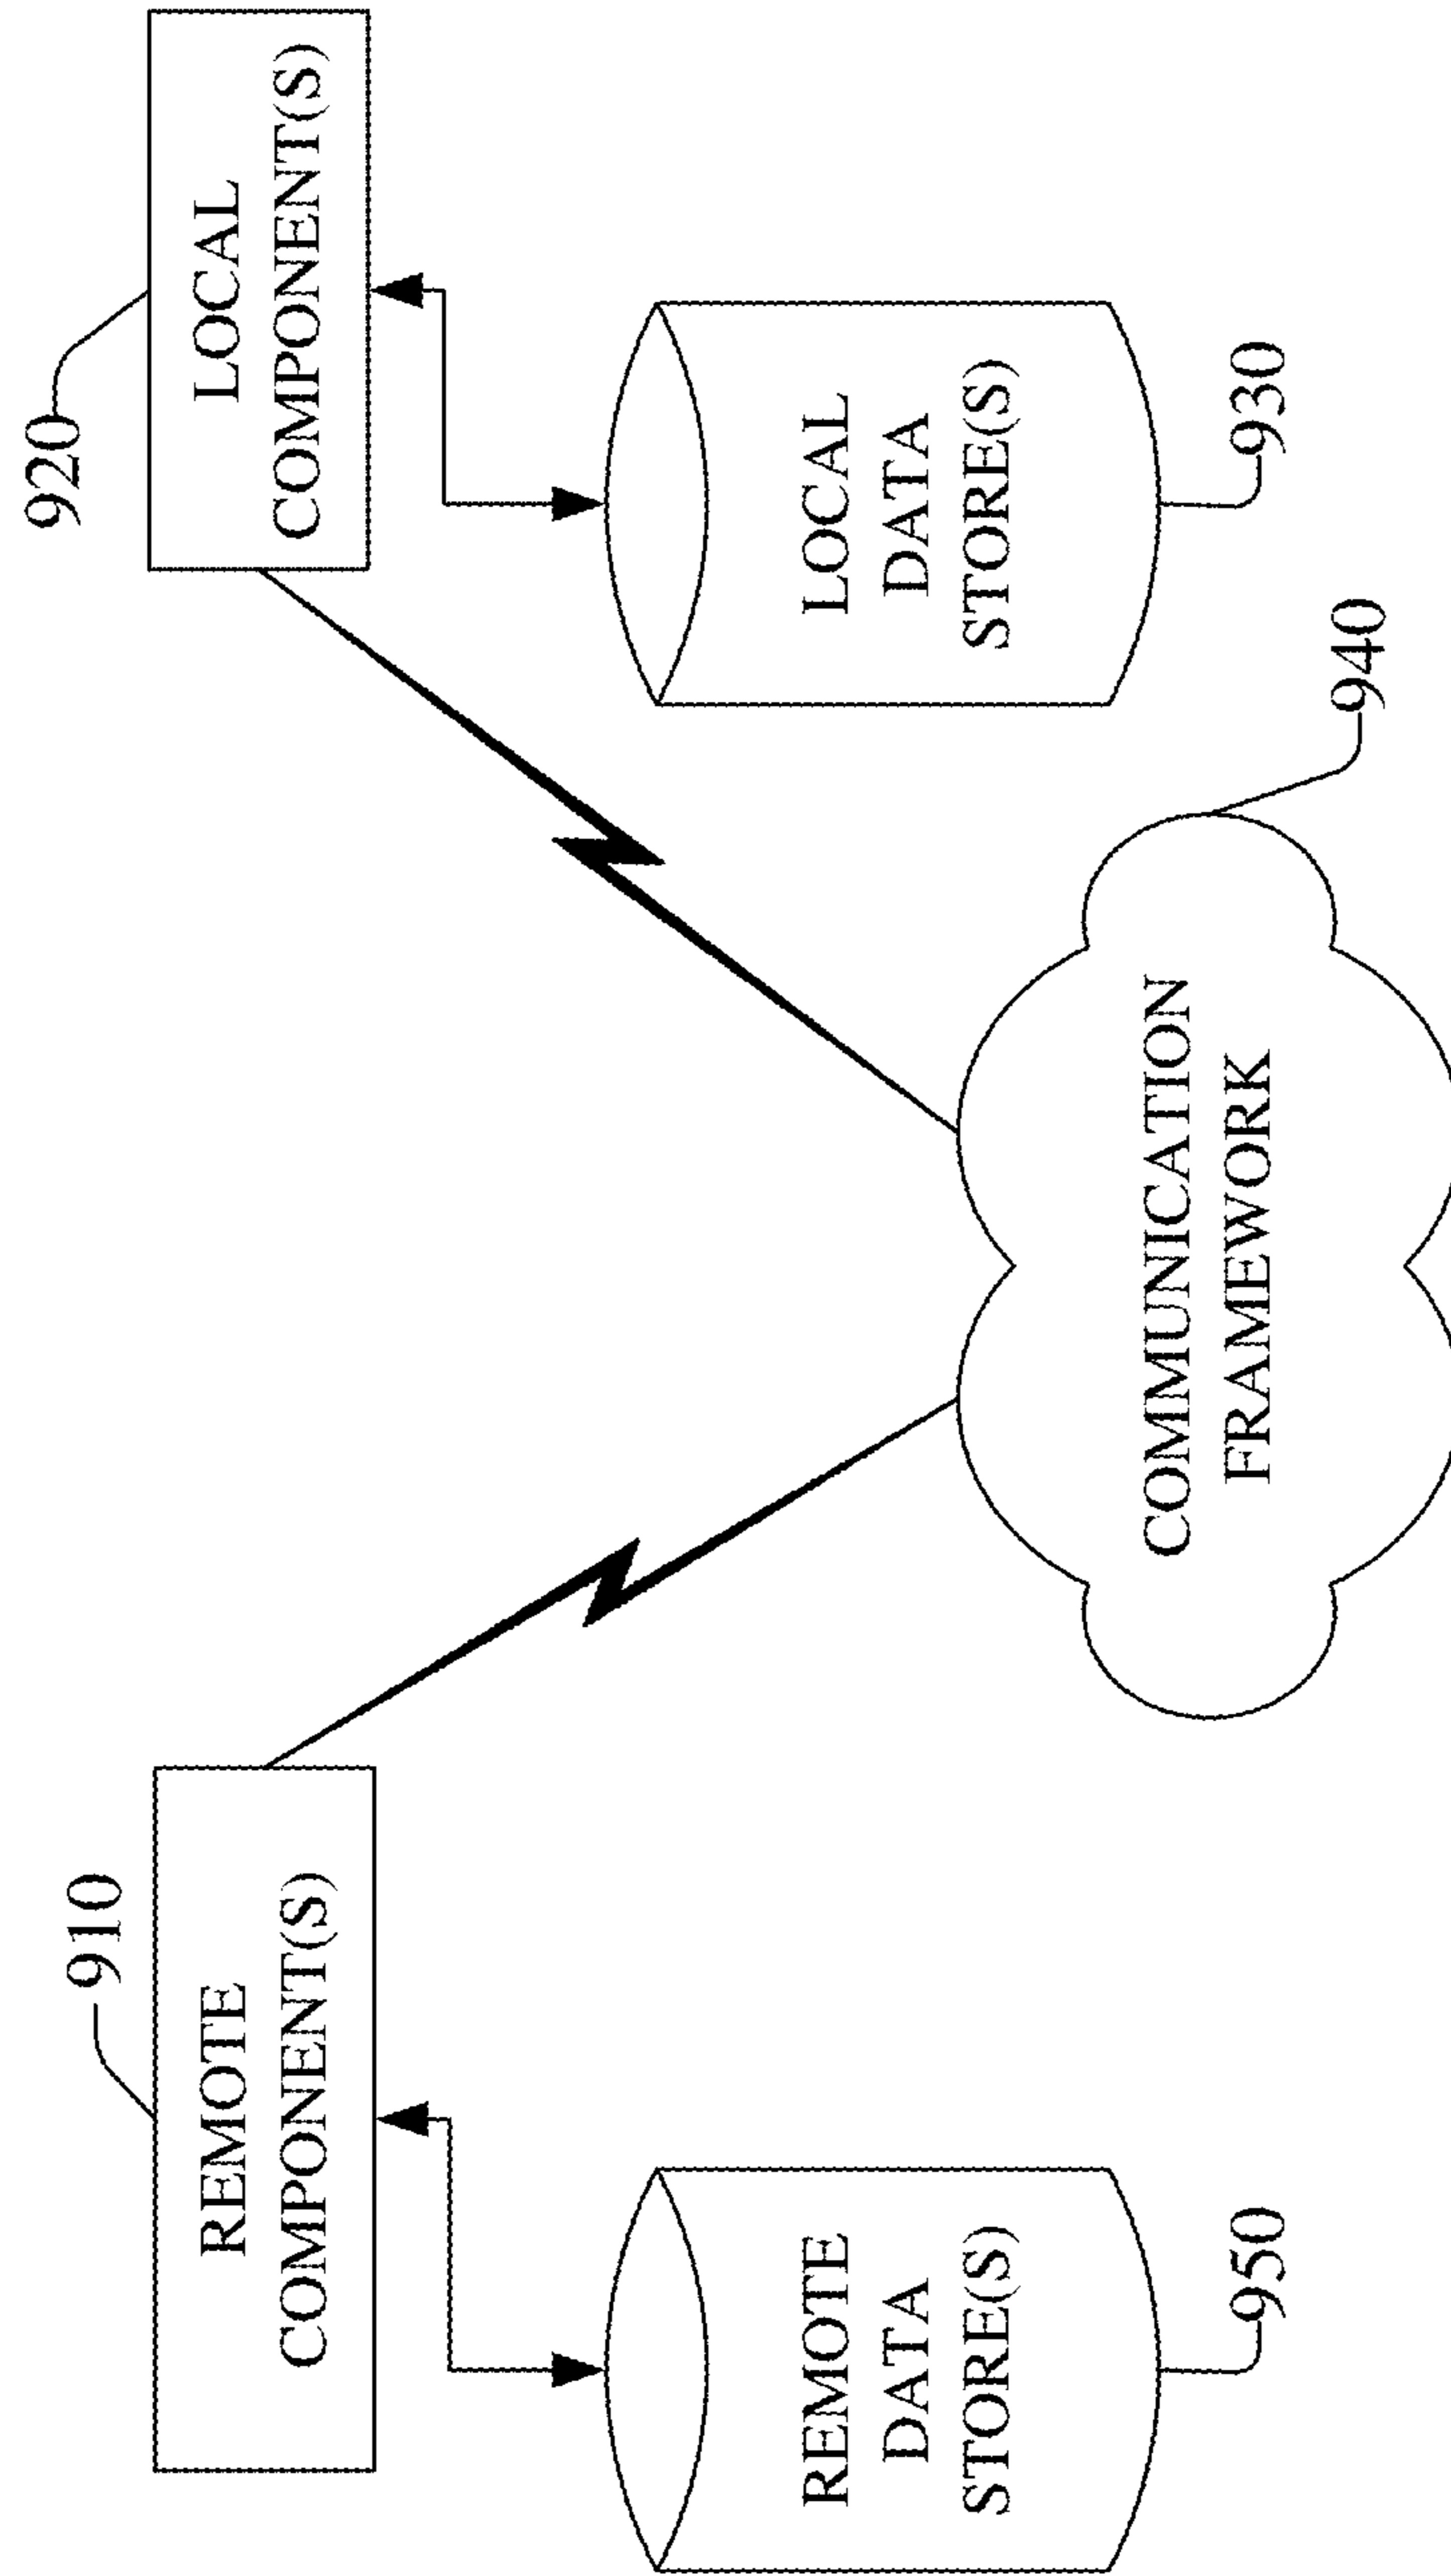 910
REMOTE
COMPONENT(S)
920
LOCAL
COMPONENT(S)
REMOTE
DATA
STORE(S)
950
COMMUNICATION
FRAMEWORK
940
LOCAL
DATA
STORE(S)
930